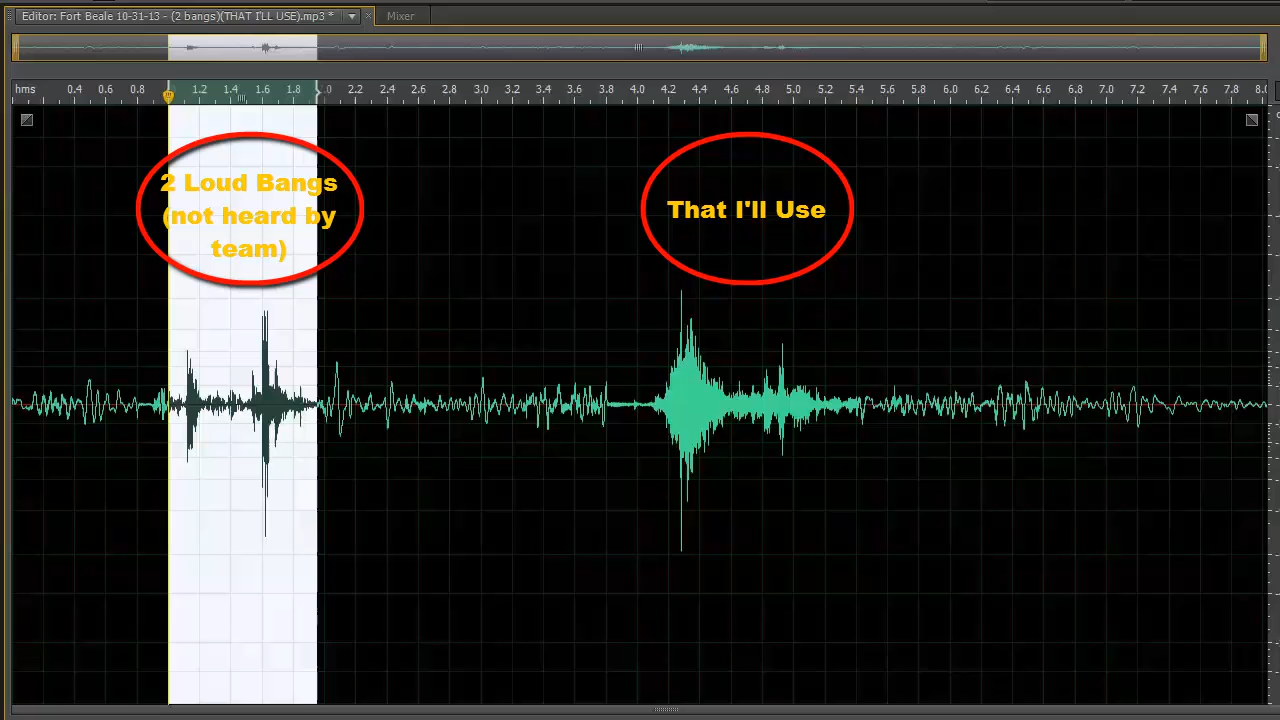 Editor: Fort Beale 10-31-13 - (2 bangs)(THAT I'LL USE).mp3 *
Mixer
hms 0.4 0.6 0.8 1.2 1.4 1.6 1.8 2.2 2.4 2.6 2.8 3.0 3.2 3.4 3.6 3.8 4.0 4.2 4.4 4.6 4.8 5.0 5.2 5.4 5.6 5.8 6.0 6.2 6.4 6.6 6.8 7.0 7.2 7.4 7.6 7.8
2 Loud Bangs
(not heard by
team)
That I'll Use